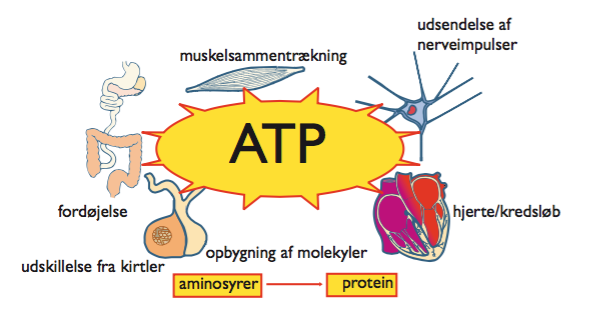 udsendelse af
nerveimpulser
muskelsammentrækning
ATP
fordøjelse
hjerte/kredsløb
opbygning af molekyler
udskillelse fra kirtler
aminosyrer
protein